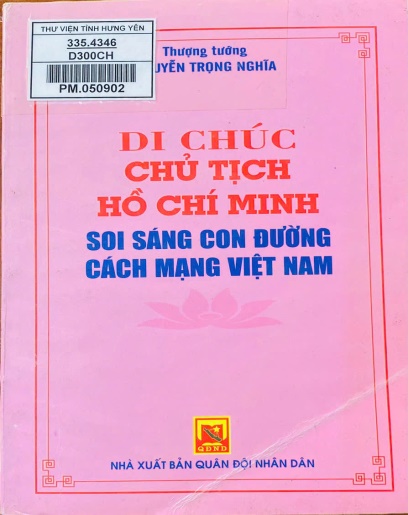 THƯ VIỆN TỈNH HƯNG YÊN
335.4346
D300CH
PM.050902
Thượng tướng
UYỄN TRỌNG NGHĨA
DI CHÚC
CHỦ TỊCH
HỒ CHÍ MINH
SOI SÁNG CON ĐƯỜNG
CÁCH MẠNG VIỆT NAM
QĐND
NHÀ XUẤT BẢN QUÂN ĐỘI NHÂN DÂN